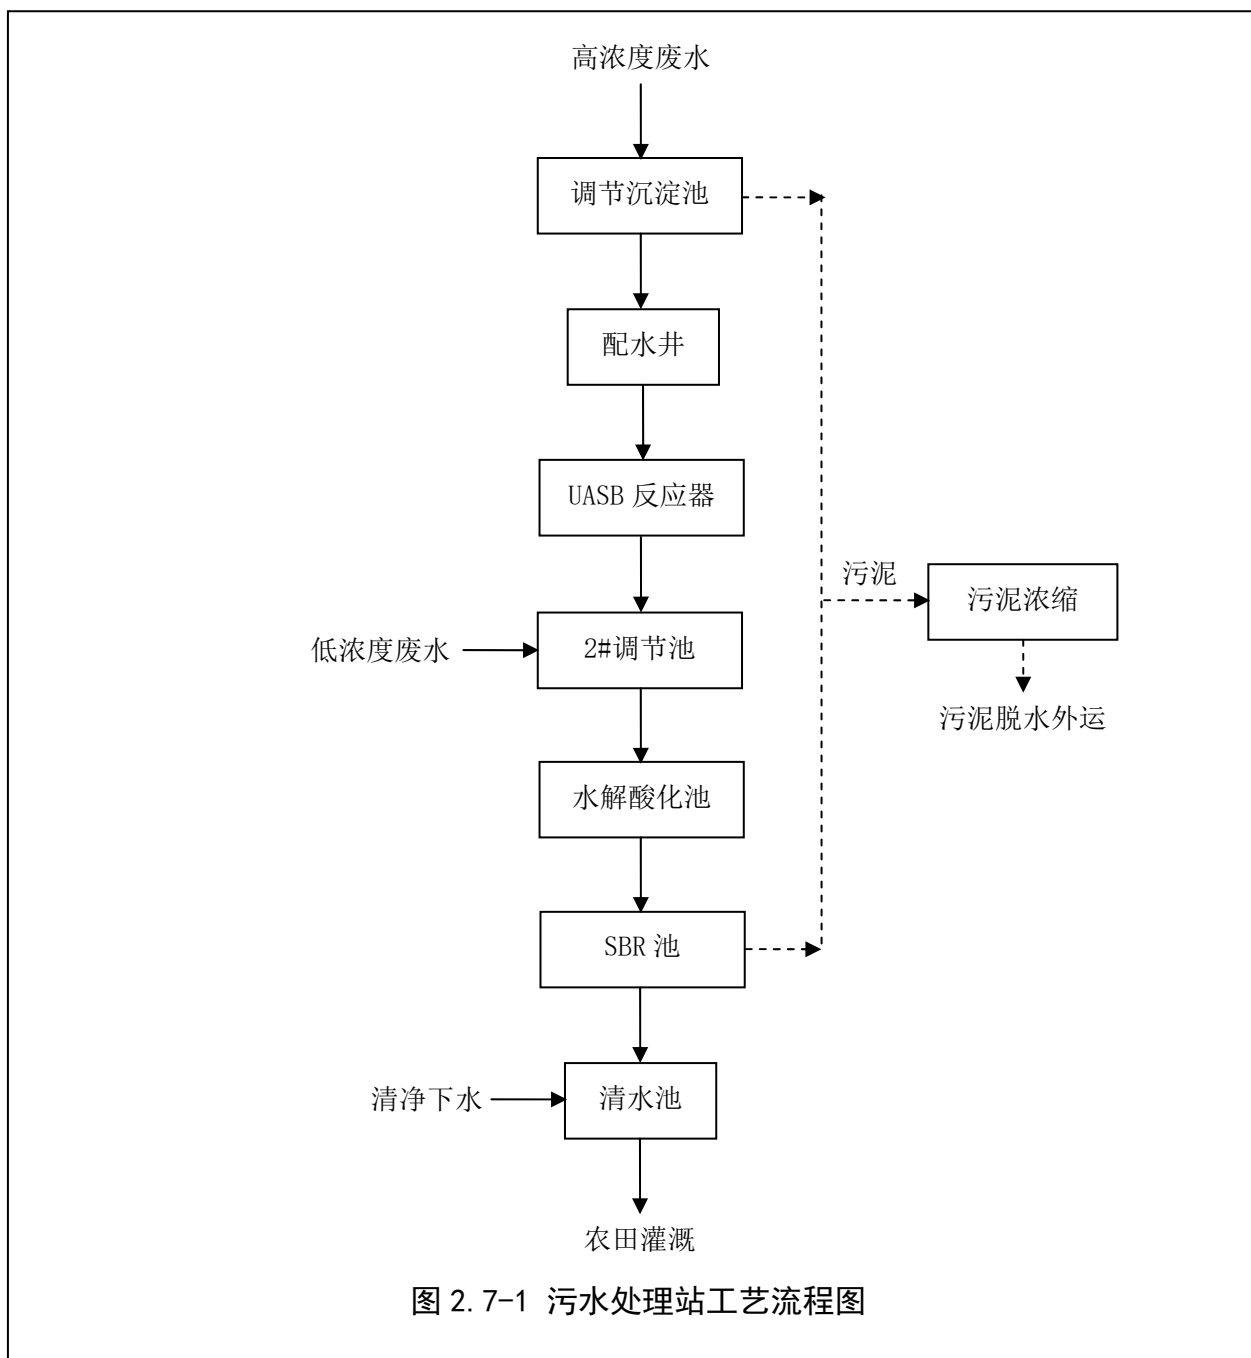 高浓度废水
调节沉淀池
配水井
UASB 反应器
污泥
污泥浓缩
低浓度废水
2#调节池
污泥脱水外运
水解酸化池
SBR 池
清净下水
清水池
农田灌溉
图 2.7-1 污水处理站工艺流程图